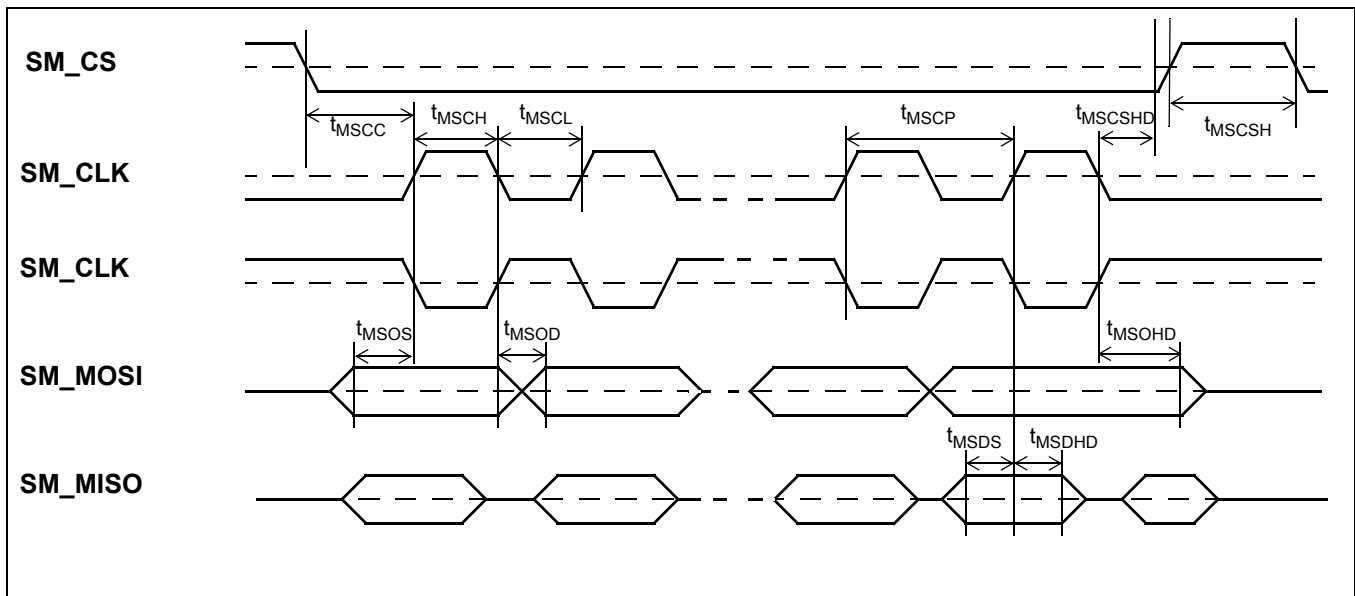 SM_CS
tMSCC tMSCH tMSCL tMSCP tMSCSHD tMSCSH
SM_CLK
SM_CLK
tMSOS tMSOD tMSOHD
SM_MOSI
tMSDS tMSDHD
SM_MISO